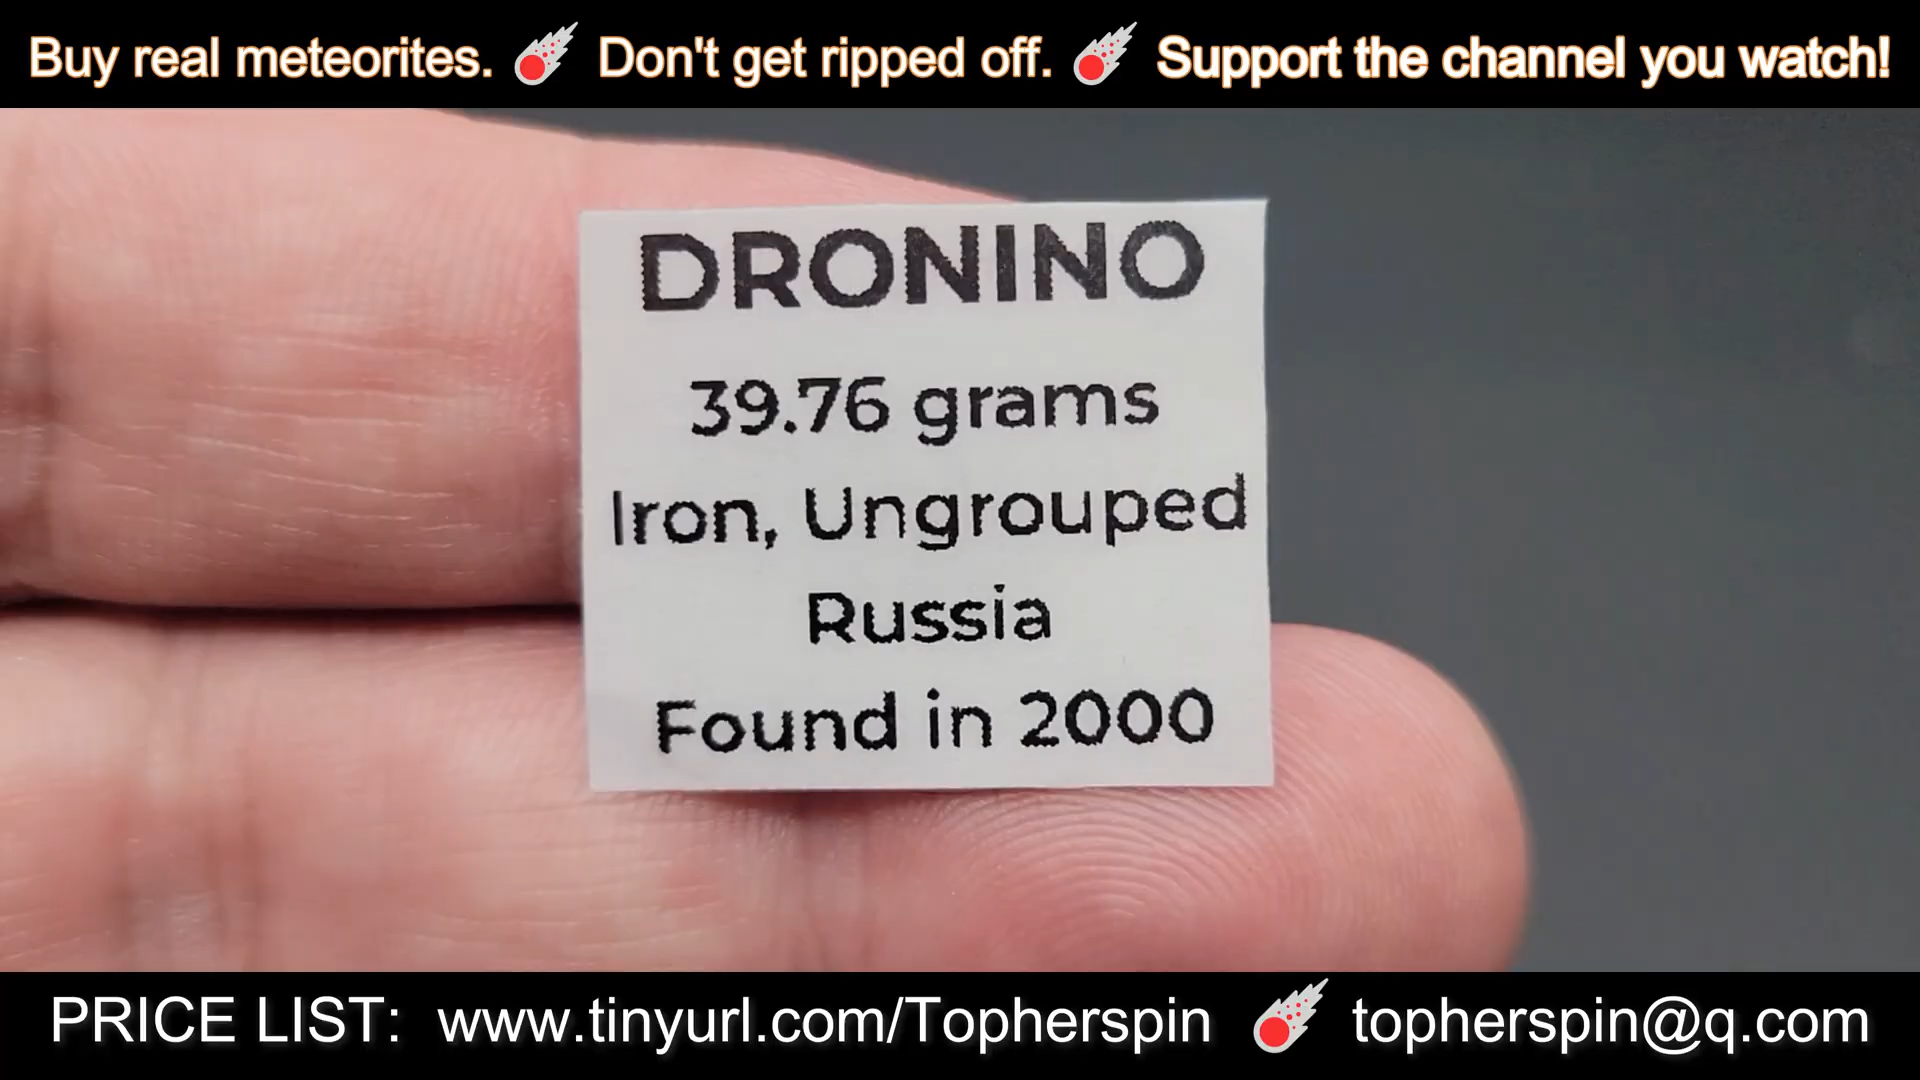 Buy real meteorites. Don't get ripped off. Support the channel you watch!
DRONINO
39.76 grams
Iron, Ungrouped
Russia
Found in 2000
PRICE LIST: www.tinyurl.com/Topherspin topherspin@q.com